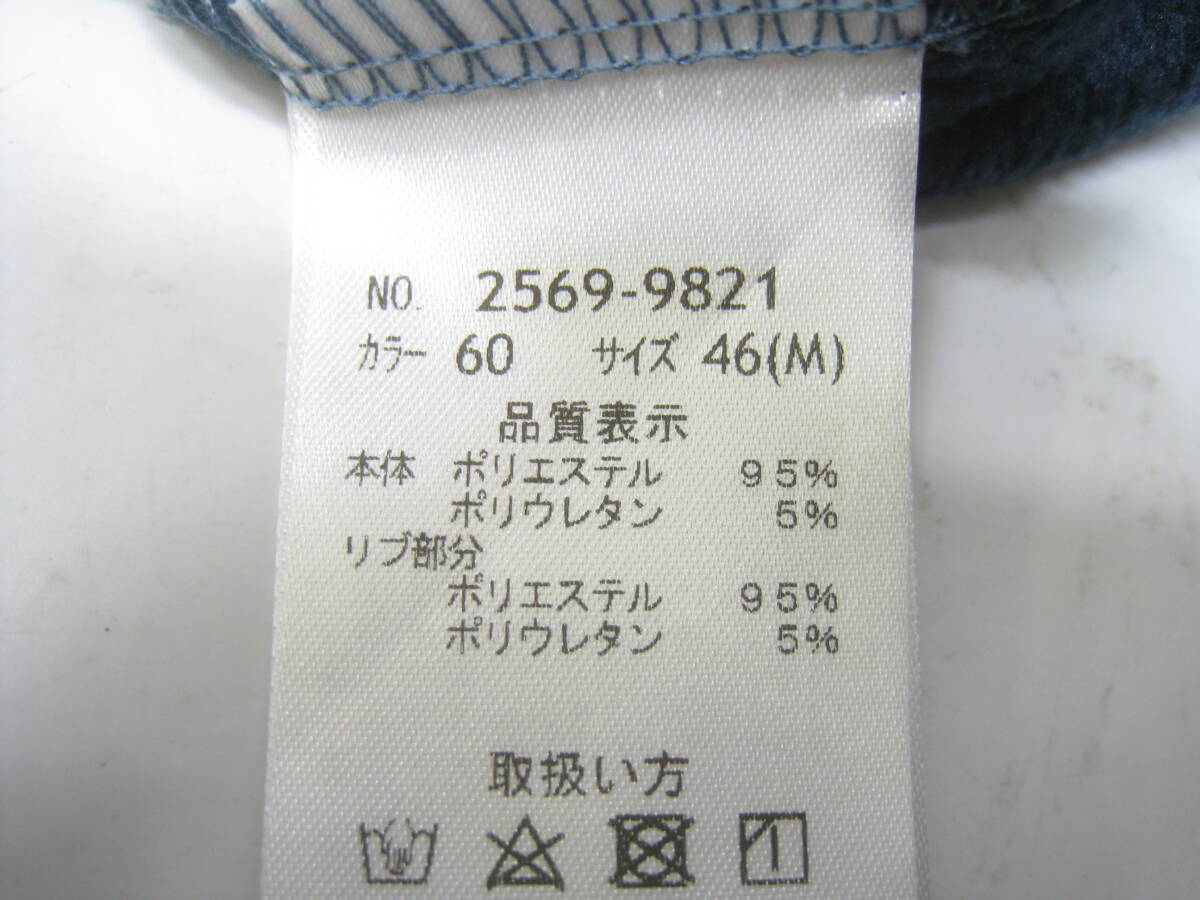 NO. 2569-9821
カラー 60 サイズ 46(M)
品質表示
本体 ポリエステル 95%
ポリウレタン 5%
リブ部分
ポリエステル 95%
ポリウレタン 5%
取扱い方